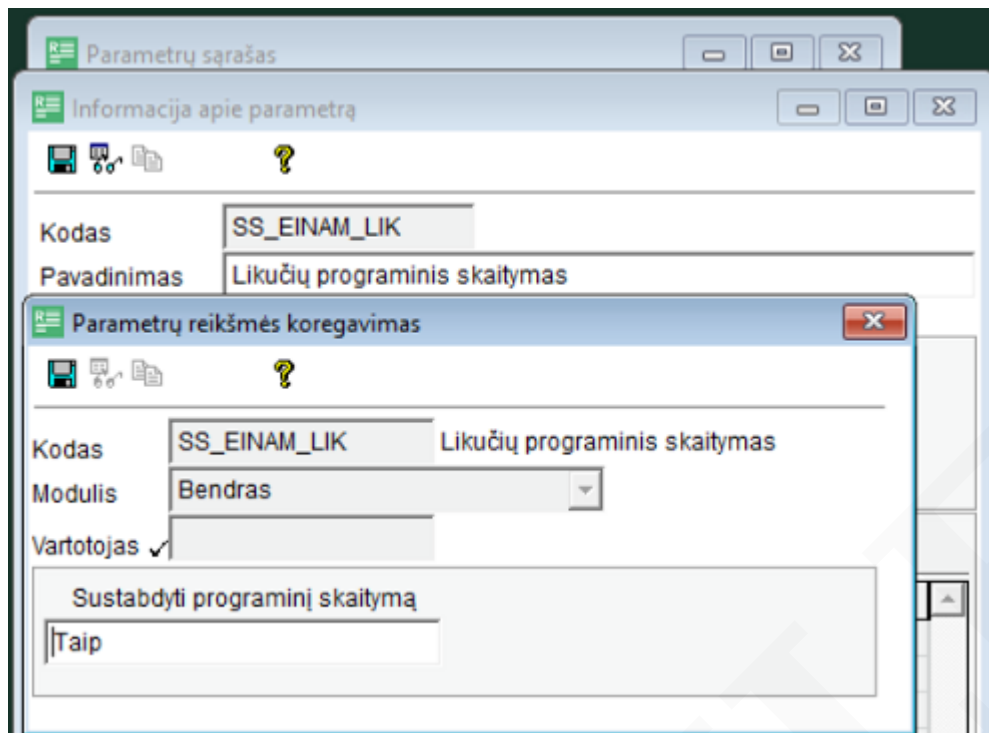 Parametrų sąrašas
Informacija apie parametrą
Kodas SS_EINAM_LIK
Pavadinimas Likučių programinis skaitymas
Parametrų reikšmės koregavimas
Kodas SS_EINAM_LIK Likučių programinis skaitymas
Modulis Bendras
Vartotojas
Sustabdyti programinį skaitymą
Taip